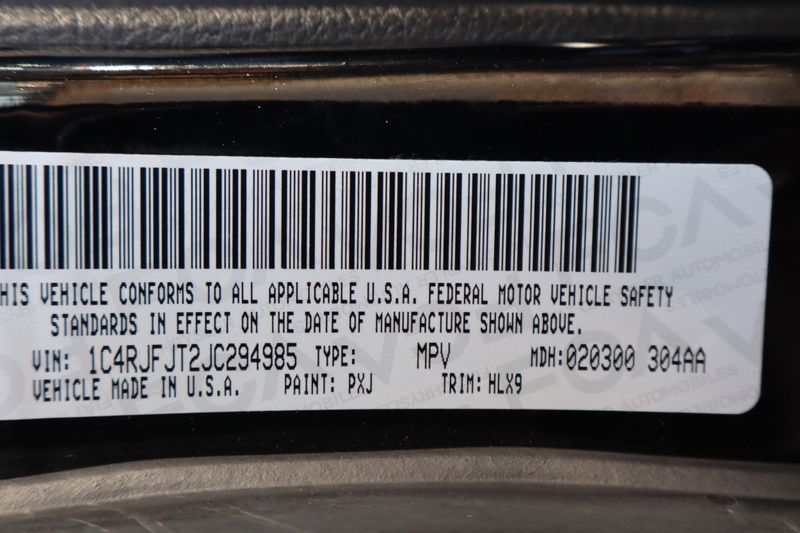 HIS VEHICLE CONFORMS TO ALL APPLICABLE U.S.A. FEDERAL MOTOR VEHICLE SAFETY
STANDARDS IN EFFECT ON THE DATE OF MANUFACTURE SHOWN ABOVE.
VIN: 1C4RJFJT2JC294985 TYPE: MPV MDH:020300 304AA
VEHICLE MADE IN U.S.A. PAINT: PXJ TRIM:HLX9